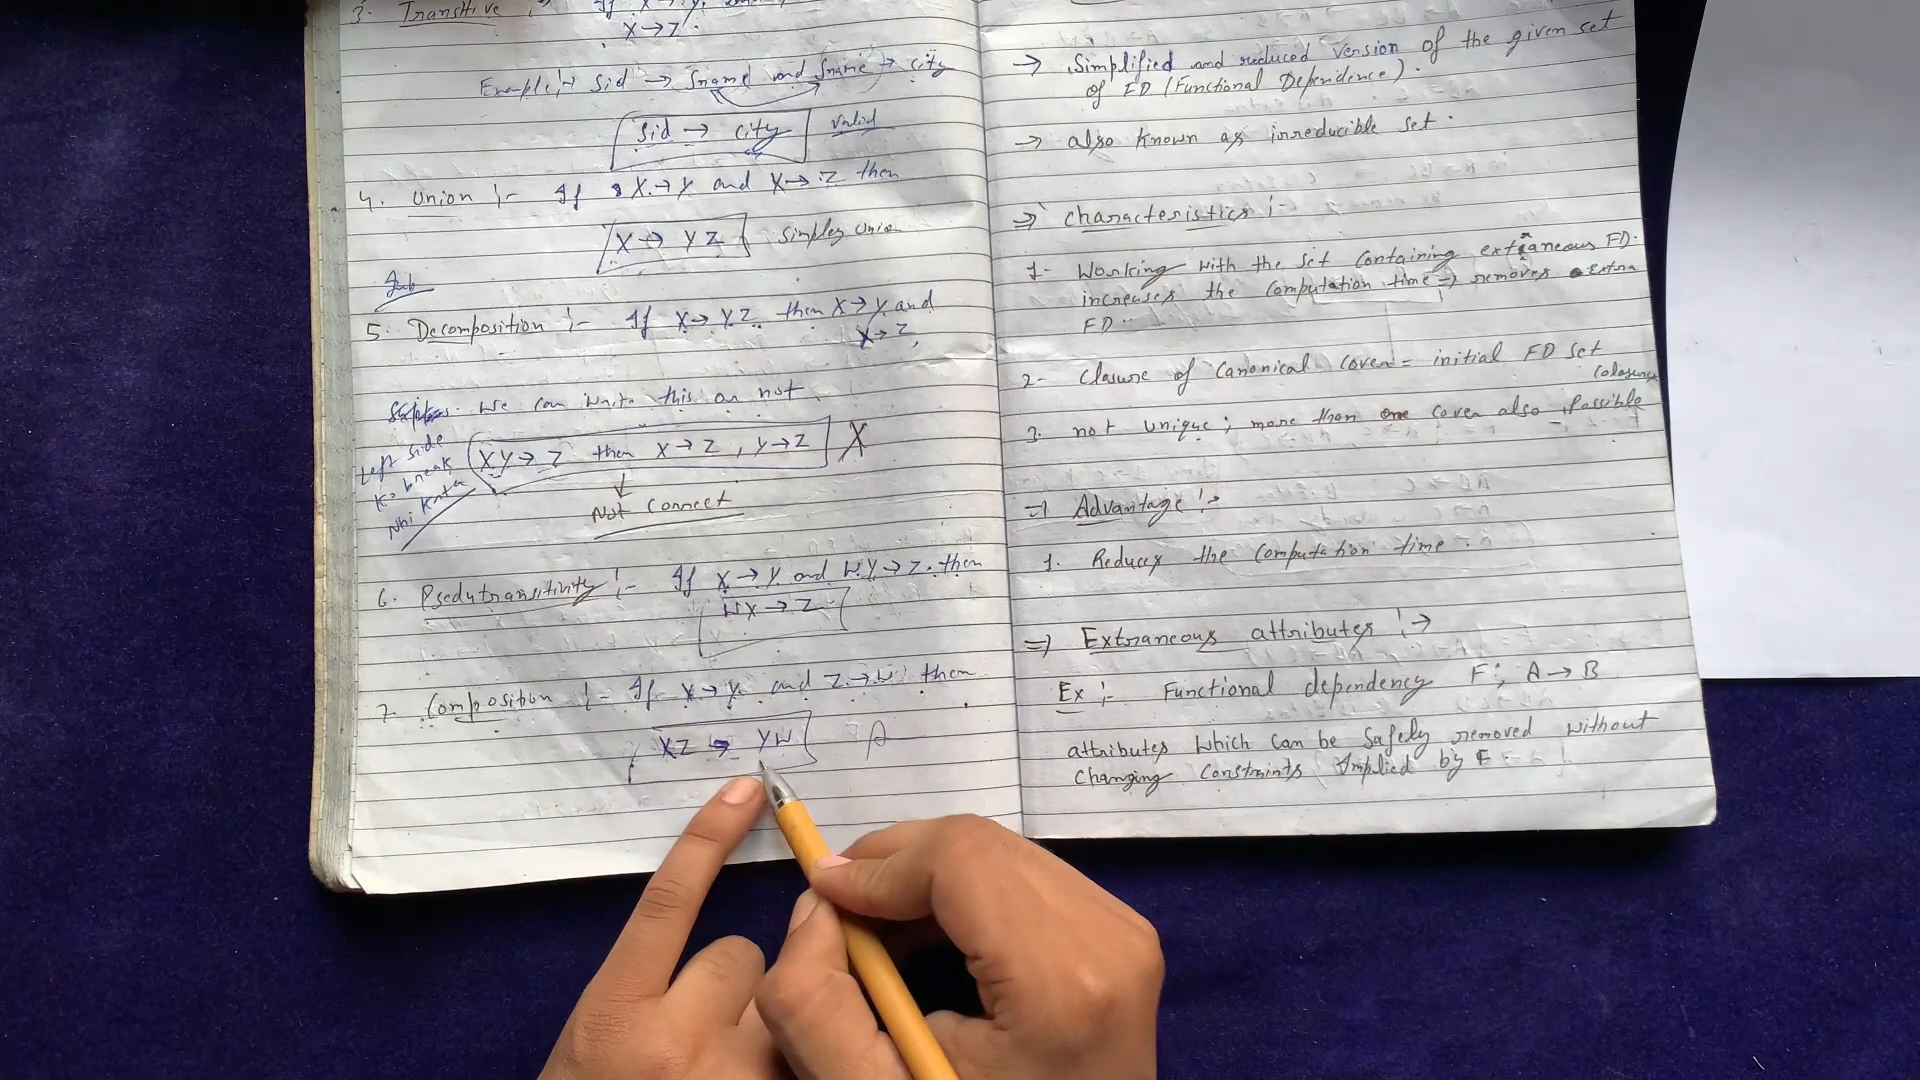 3. Transitive :- If X → Y
X → Z.
Example :→ Sid → Sname and Sname → city
Sid → city valid
4. Union :- If X → Y and X → Z then
X → YZ Simpley Union
5. Decomposition :- If X → YZ then X → Y and
X → Z,
We can write this or not
left side
K. break
Nhi Krta
XY → Z then X → Z, Y → Z X
↓
Not Correct
6. Psedutransitivity :- If X → Y and WY → Z. then
WX → Z
7. Composition :- If X → Y and Z → W then
XZ → YW A
→ Simplified and reduced version of the given set
of FD (Functional Dependence).
→ also known as irreducible set.
⇒ Characteristics :-
1- Working with the set containing extraneous FD.
increases the computation time ⇒ removes extra
FD.
2- Closure of Canonical Cover = initial FD set
3. not unique; more than one cover also Possible
⇒ Advantage :→
1. Reduces the computation time.
⇒ Extraneous attributes :→
Ex :- Functional dependency F; A → B
attributes which can be safely removed without
changing constraints Implied by F